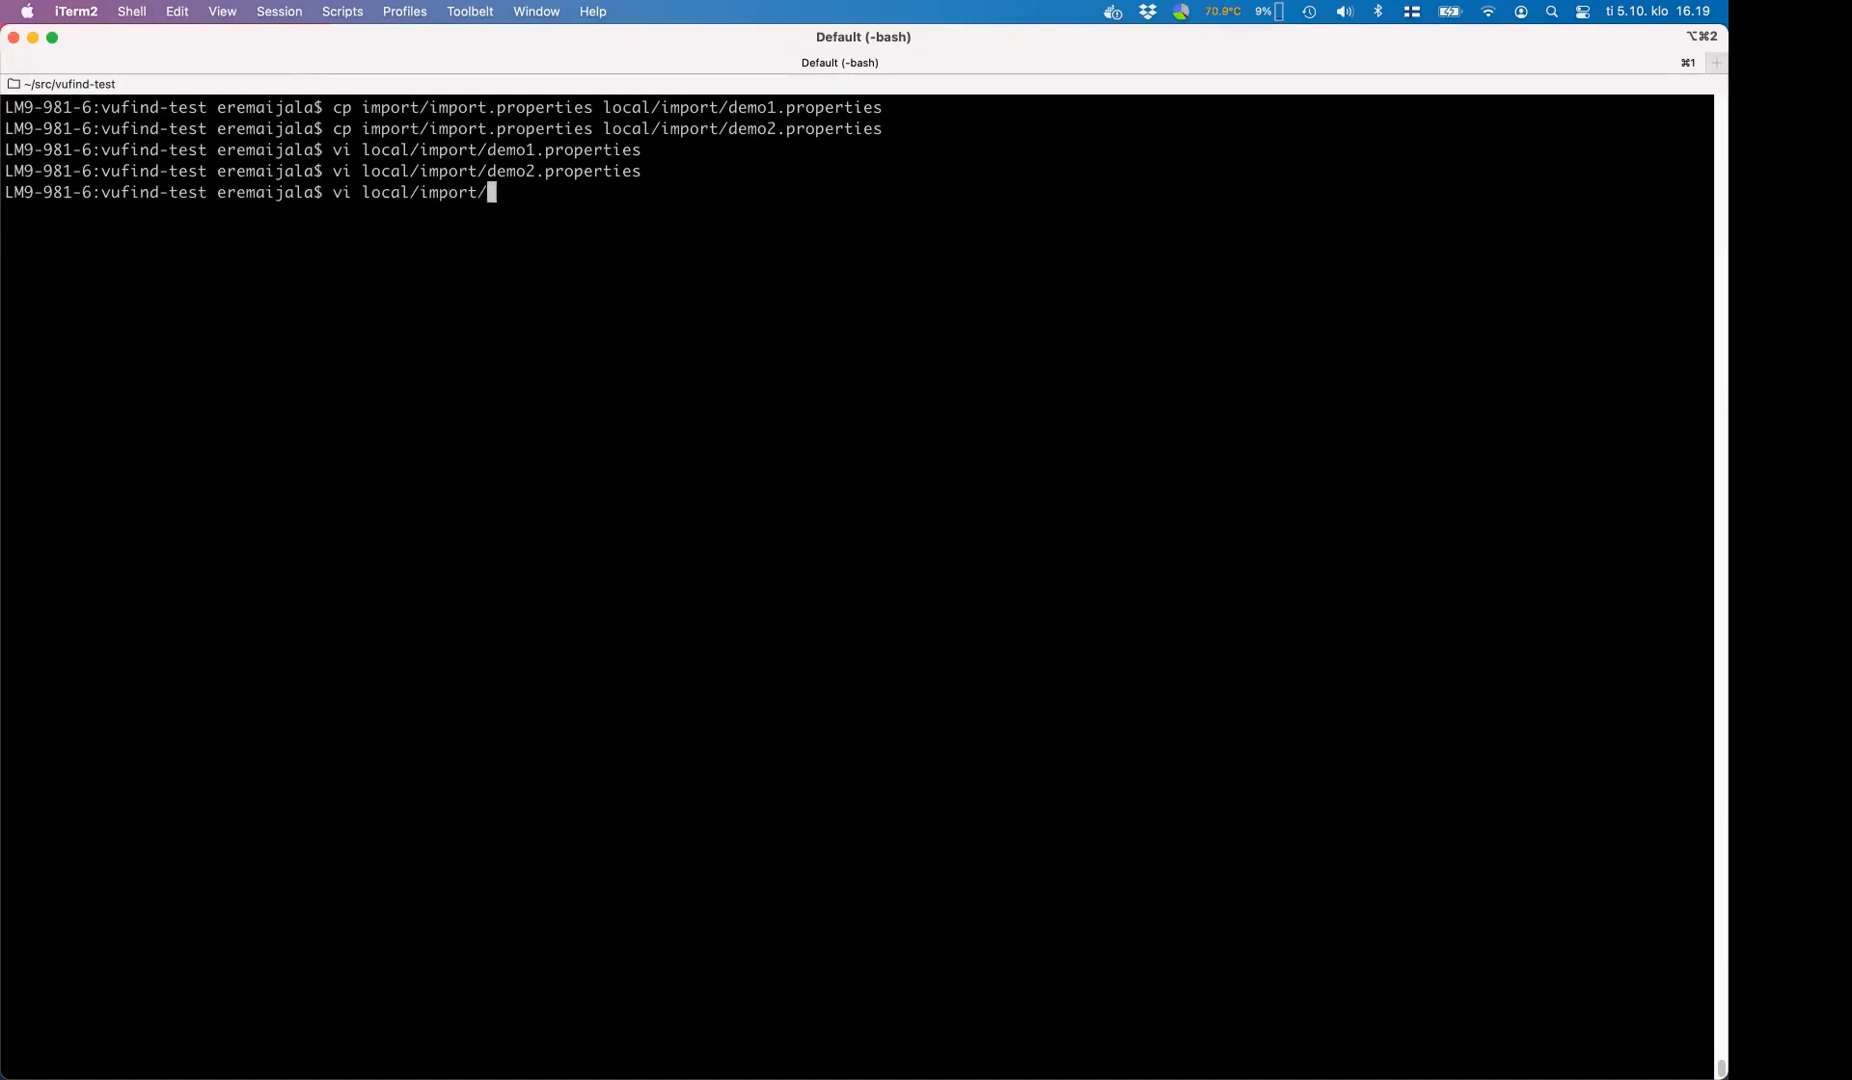 iTerm2 Shell Edit View Session Scripts Profiles Toolbelt Window Help 70.9°C 9% ti 5.10. klo 16.19
Default (-bash) ⌥⌘2
Default (-bash) ⌘1
~/src/vufind-test
LM9-981-6:vufind-test eremaijala$ cp import/import.properties local/import/demo1.properties
LM9-981-6:vufind-test eremaijala$ cp import/import.properties local/import/demo2.properties
LM9-981-6:vufind-test eremaijala$ vi local/import/demo1.properties
LM9-981-6:vufind-test eremaijala$ vi local/import/demo2.properties
LM9-981-6:vufind-test eremaijala$ vi local/import/